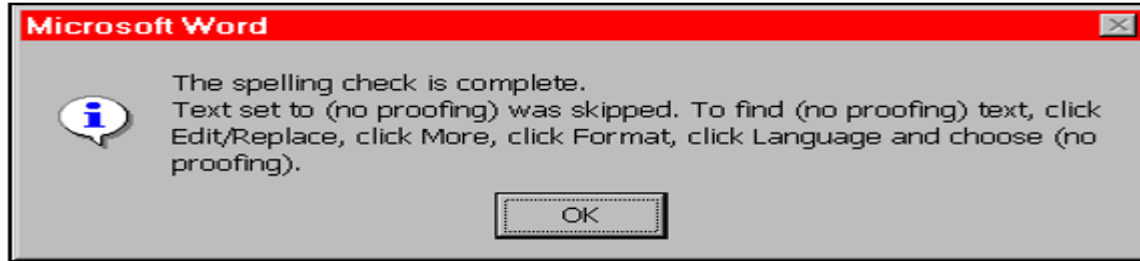 Microsoft Word
The spelling check is complete.
Text set to (no proofing) was skipped. To find (no proofing) text, click
Edit/Replace, click More, click Format, click Language and choose (no
proofing).
OK